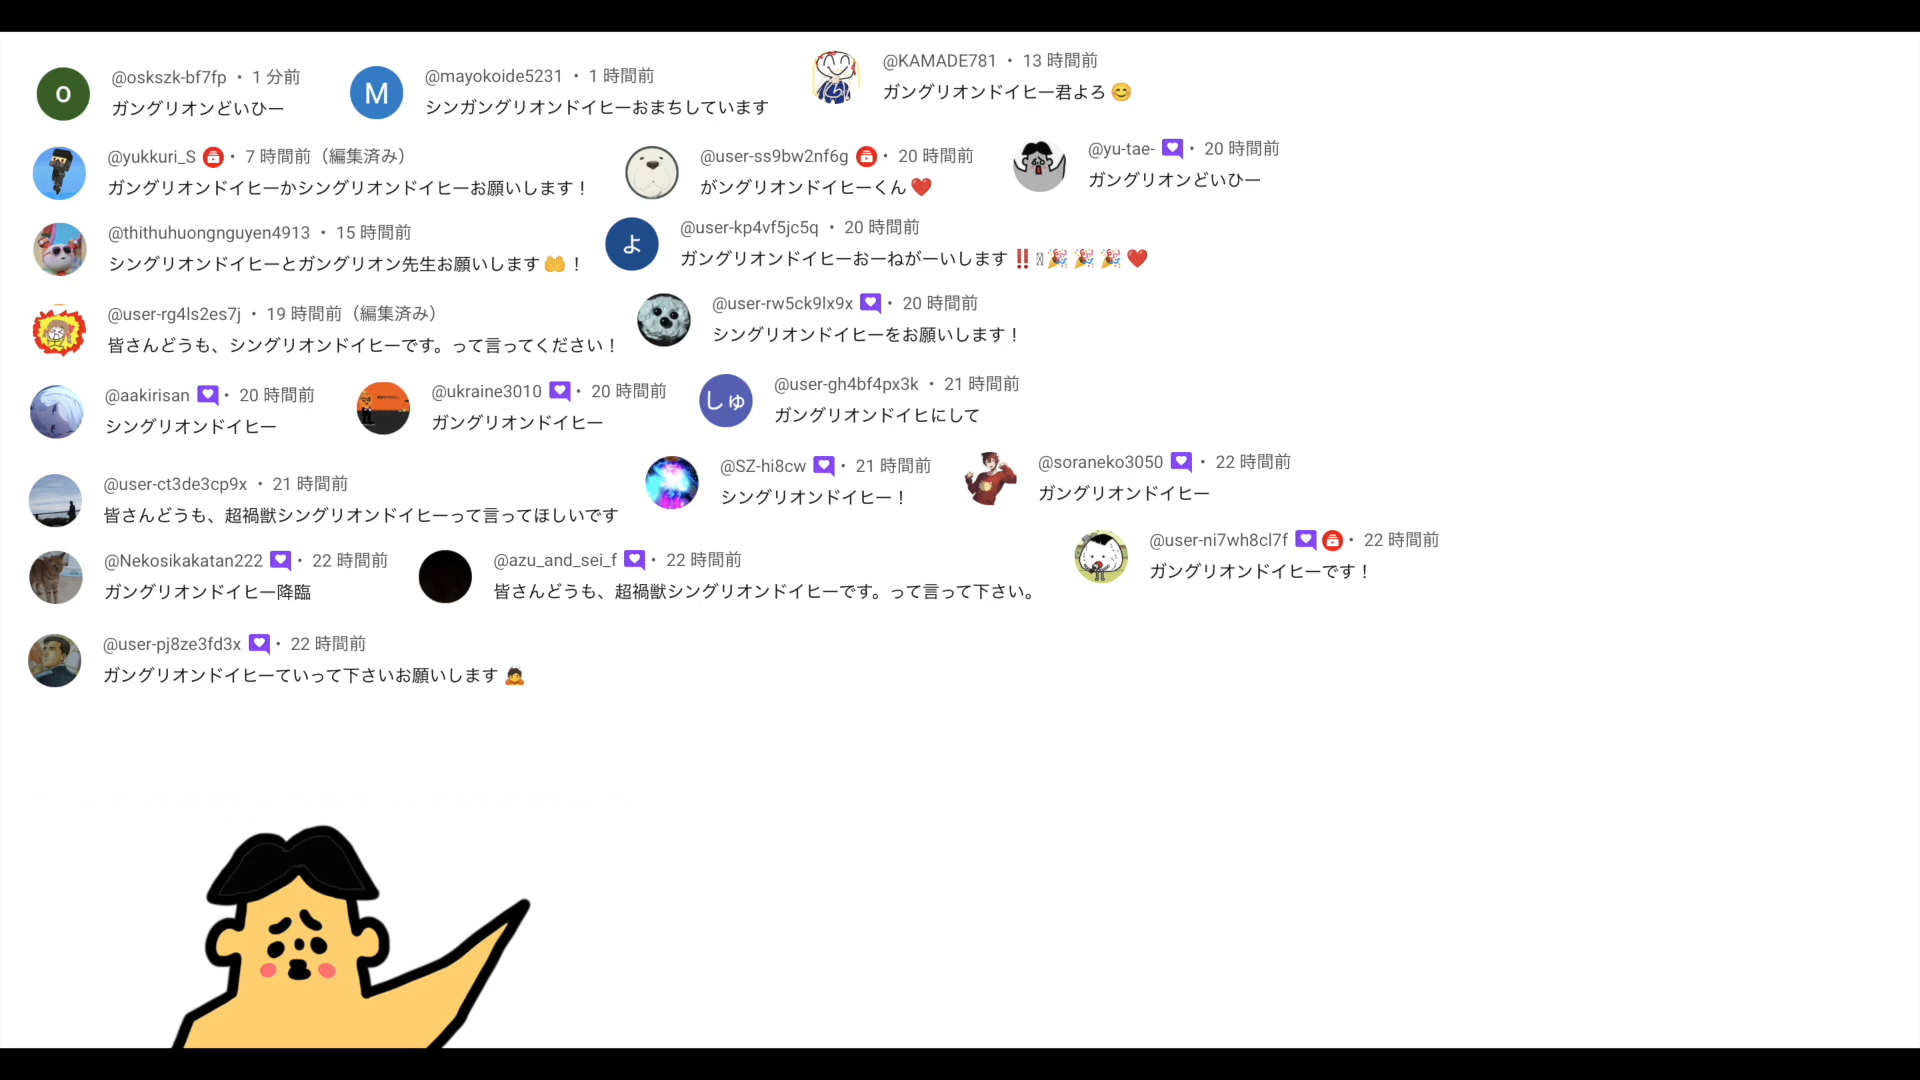 O
@oskszk-bf7fp・1 分前
ガングリオンどいひー
M
@mayokoide5231・1 時間前
シンガングリオンドイヒーおまちしています
@KAMADE781・13 時間前
ガングリオンドイヒー君よろ😊
@yukkuri_S・7 時間前（編集済み）
ガングリオンドイヒーかシングリオンドイヒーお願いします！
@user-ss9bw2nf6g・20 時間前
がングリオンドイヒーくん❤️
@yu-tae-・20 時間前
ガングリオンどいひー
@thithuhuongnguyen4913・15 時間前
シングリオンドイヒーとガングリオン先生お願いします🤲！
よ
@user-kp4vf5jc5q・20 時間前
ガングリオンドイヒーおーねがーいします‼️🎉🎉🎉❤️
@user-rg4ls2es7j・19 時間前（編集済み）
皆さんどうも、シングリオンドイヒーです。って言ってください！
@user-rw5ck9lx9x・20 時間前
シングリオンドイヒーをお願いします！
@aakirisan・20 時間前
シングリオンドイヒー
@ukraine3010・20 時間前
ガングリオンドイヒー
しゅ
@user-gh4bf4px3k・21 時間前
ガングリオンドイヒにして
@user-ct3de3cp9x・21 時間前
皆さんどうも、超禍獣シングリオンドイヒーって言ってほしいです
@SZ-hi8cw・21 時間前
シングリオンドイヒー！
@soraneko3050・22 時間前
ガングリオンドイヒー
@Nekosikakatan222・22 時間前
ガングリオンドイヒー降臨
@azu_and_sei_f・22 時間前
皆さんどうも、超禍獣シングリオンドイヒーです。って言って下さい。
@user-ni7wh8cl7f・22 時間前
ガングリオンドイヒーです！
@user-pj8ze3fd3x・22 時間前
ガングリオンドイヒーていって下さいお願いします🙇